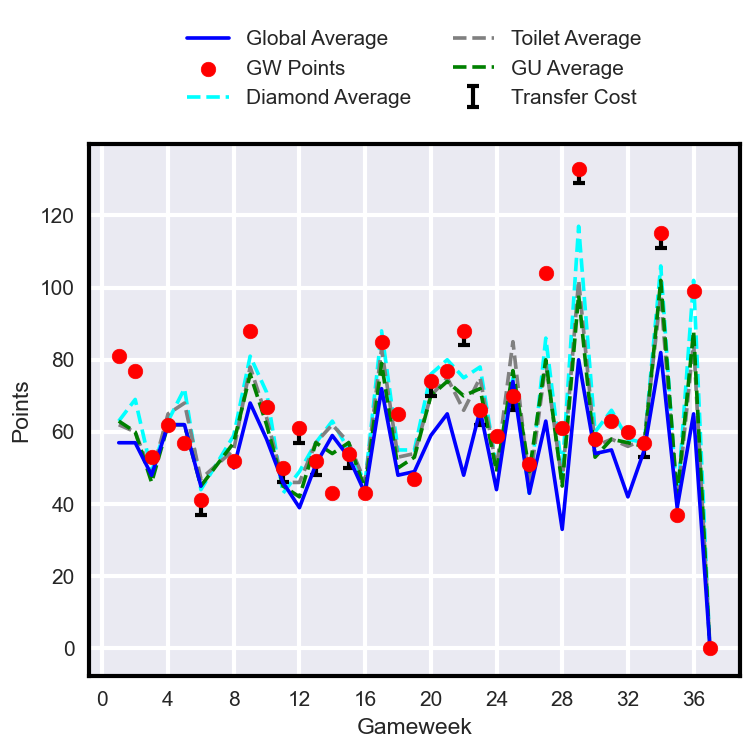 Global Average
GW Points
Diamond Average
Toilet Average
GU Average
Transfer Cost
Points
120
100
80
60
40
20
0
0 4 8 12 16 20 24 28 32 36
Gameweek